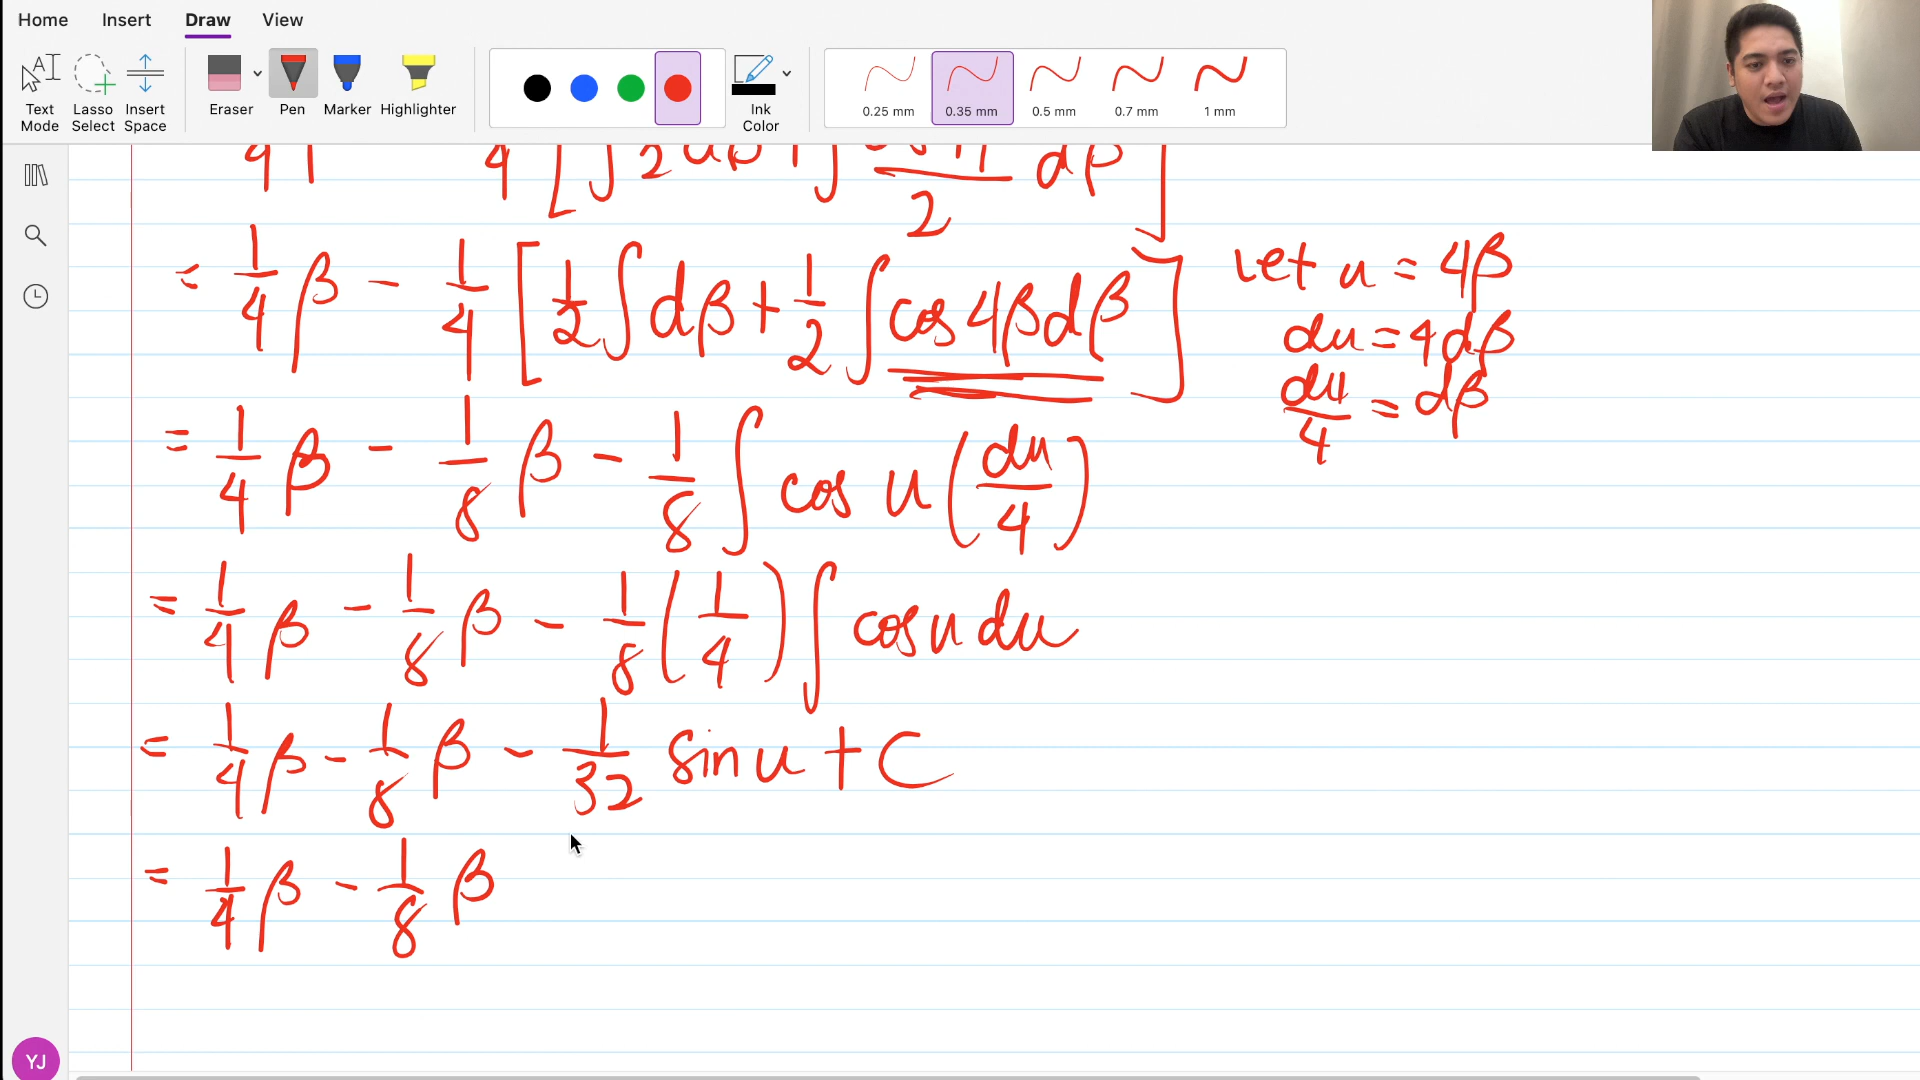 Home Insert Draw View
Text Mode Lasso Select Insert Space Eraser Pen Marker Highlighter Ink Color 0.25 mm 0.35 mm 0.5 mm 0.7 mm 1 mm
= 1/4 β - 1/4 [ 1/2 ∫ dβ + 1/2 ∫ cos 4β dβ ]
Let u = 4β
du = 4dβ
du/4 = dβ
= 1/4 β - 1/8 β - 1/8 ∫ cos u (du/4)
= 1/4 β - 1/8 β - 1/8 (1/4) ∫ cos u du
= 1/4 β - 1/8 β - 1/32 sin u + C
= 1/4 β - 1/8 β
YJ